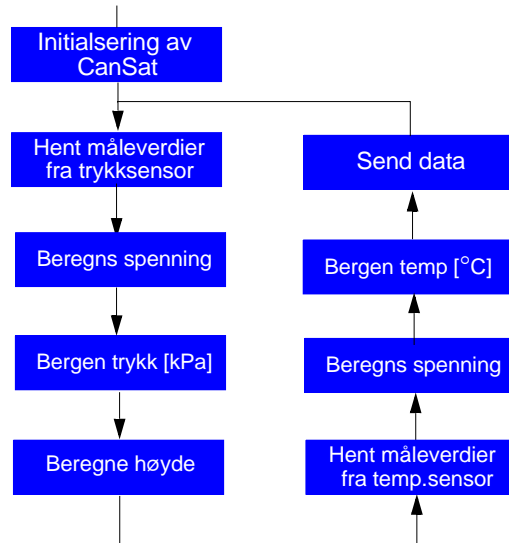 Initialsering av
CanSat
Hent måleverdier
fra trykksensor
Beregns spenning
Bergen trykk [kPa]
Beregne høyde
Hent måleverdier
fra temp.sensor
Beregns spenning
Bergen temp [°C]
Send data